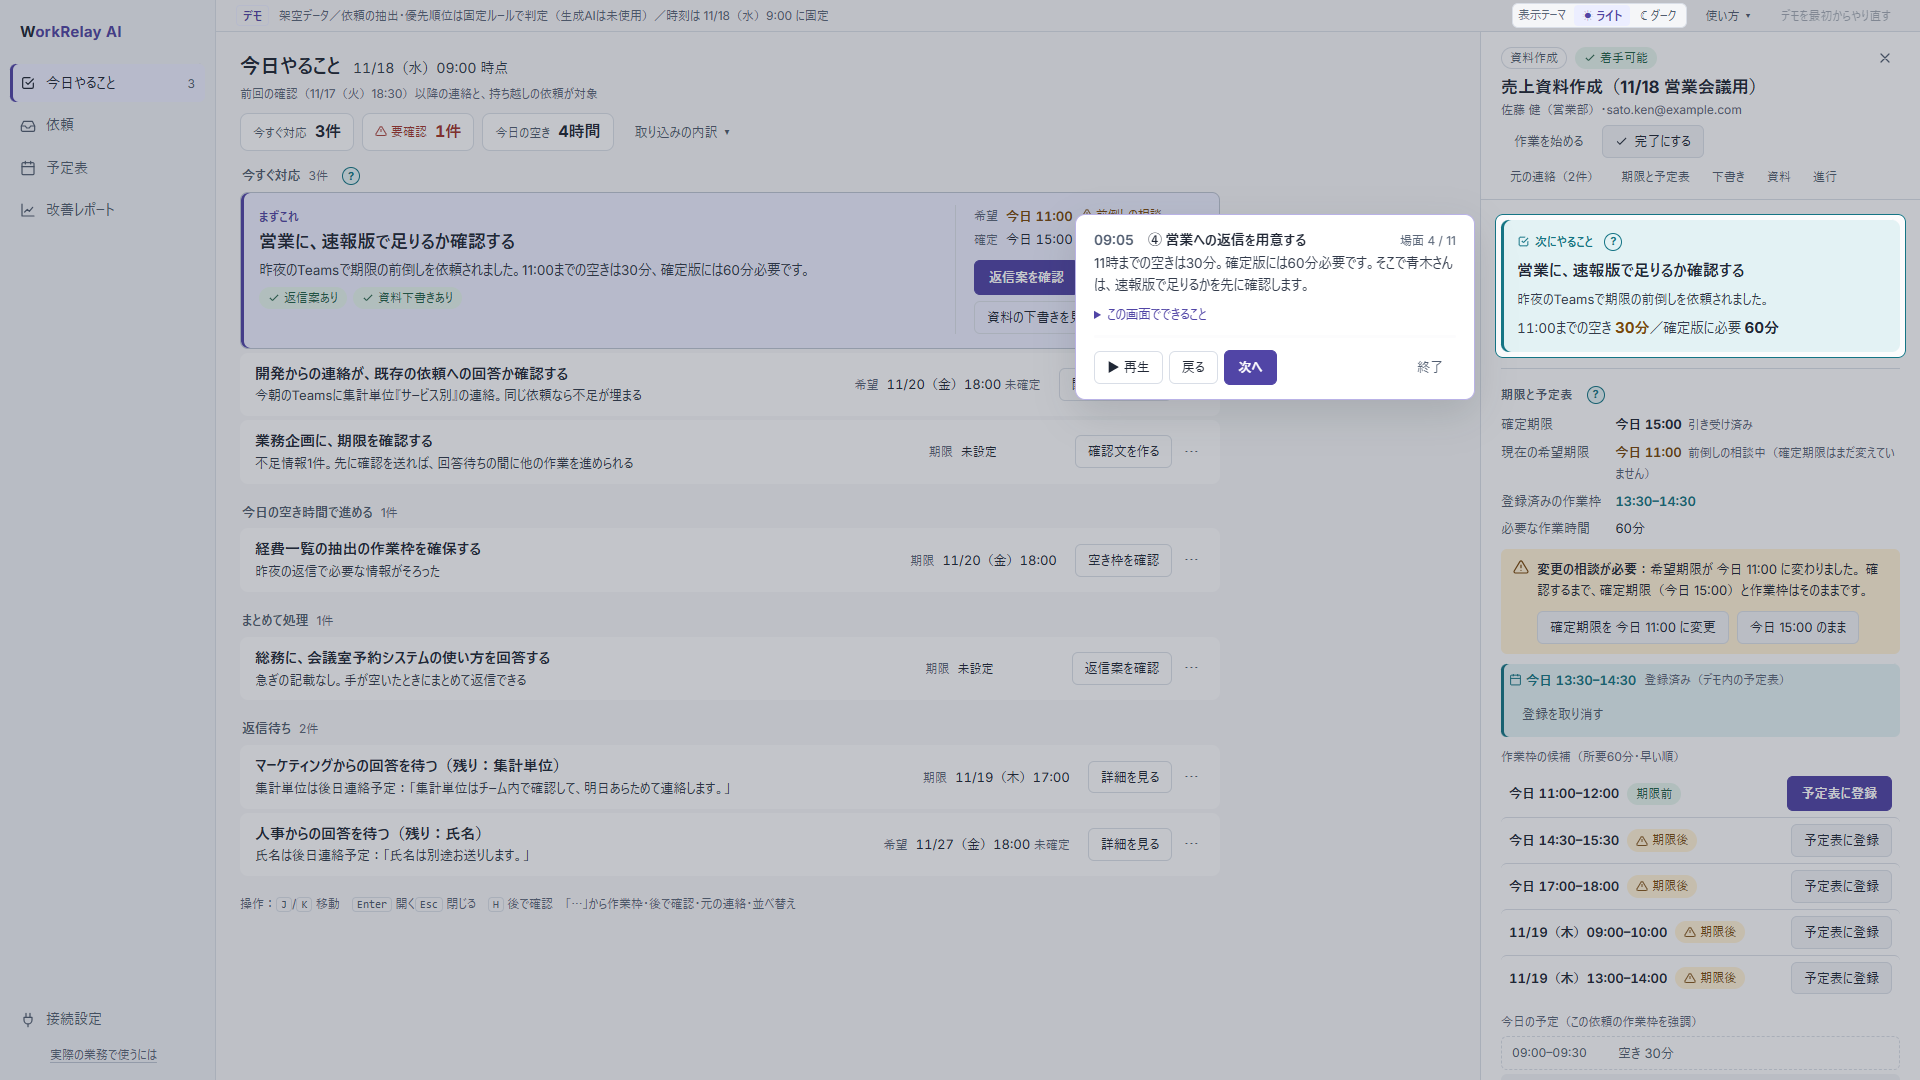 WorkRelay AI
今日やること 3
依頼
予定表
改善レポート
接続設定
実際の業務で使うには
デモ 架空データ／依頼の抽出・優先順位は固定ルールで判定（生成AIは未使用）／時刻は 11/18（水）9:00 に固定
表示テーマ ライト ダーク 使い方 ▾ デモを最初からやり直す
今日やること 11/18（水）09:00 時点
前回の確認（11/17（火）18:30）以降の連絡と、持ち越しの依頼が対象
今すぐ対応 3件 要確認 1件 今日の空き 4時間 取り込みの内訳 ▾
今すぐ対応 3件 ?
まずこれ
営業に、速報版で足りるか確認する
昨夜のTeamsで期限の前倒しを依頼されました。11:00までの空きは30分、確定版には60分必要です。
返信案あり 資料下書きあり
希望 今日 11:00
確定 今日 15:00
返信案を確認
資料の下書きを
開発からの連絡が、既存の依頼への回答か確認する
今朝のTeamsに集計単位『サービス別』の連絡。同じ依頼なら不足が埋まる
希望 11/20（金）18:00 未確定
業務企画に、期限を確認する
不足情報1件。先に確認を送れば、回答待ちの間に他の作業を進められる
期限 未設定 確認文を作る …
今日の空き時間で進める 1件
経費一覧の抽出の作業枠を確保する
昨夜の返信で必要な情報がそろった
期限 11/20（金）18:00 空き枠を確認 …
まとめて処理 1件
総務に、会議室予約システムの使い方を回答する
急ぎの記載なし。手が空いたときにまとめて返信できる
期限 未設定 返信案を確認 …
返信待ち 2件
マーケティングからの回答を待つ（残り：集計単位）
集計単位は後日連絡予定：「集計単位はチーム内で確認して、明日あらためて連絡します。」
期限 11/19（木）17:00 詳細を見る …
人事からの回答を待つ（残り：氏名）
氏名は後日連絡予定：「氏名は別途お送りします。」
希望 11/27（金）18:00 未確定 詳細を見る …
操作： J / K 移動 Enter 開く Esc 閉じる H 後で確認 「…」から作業枠・後で確認・元の連絡・並べ替え
09:05 ④ 営業への返信を用意する 場面 4 / 11
11時までの空きは30分。確定版には60分必要です。そこで青木さん
は、速報版で足りるかを先に確認します。
▶ この画面でできること
▶ 再生 戻る 次へ 終了
資料作成 着手可能
売上資料作成（11/18 営業会議用）
佐藤 健（営業部）・sato.ken@example.com
作業を始める 完了にする
元の連絡（2件） 期限と予定表 下書き 資料 進行
次にやること ?
営業に、速報版で足りるか確認する
昨夜のTeamsで期限の前倒しを依頼されました。
11:00までの空き 30分／確定版に必要 60分
期限と予定表 ?
確定期限 今日 15:00 引き受け済み
現在の希望期限 今日 11:00 前倒しの相談中（確定期限はまだ変えてい
ません）
登録済みの作業枠 13:30–14:30
必要な作業時間 60分
変更の相談が必要：希望期限が 今日 11:00 に変わりました。確
認するまで、確定期限（今日 15:00）と作業枠はそのままです。
確定期限を 今日 11:00 に変更 今日 15:00 のまま
今日 13:30–14:30 登録済み（デモ内の予定表）
登録を取り消す
作業枠の候補（所要60分・早い順）
今日 11:00–12:00 期限前 予定表に登録
今日 14:30–15:30 期限後 予定表に登録
今日 17:00–18:00 期限後 予定表に登録
11/19（木）09:00–10:00 期限後 予定表に登録
11/19（木）13:00–14:00 期限後 予定表に登録
今日の予定（この依頼の作業枠を強調）
09:00–09:30 空き 30分